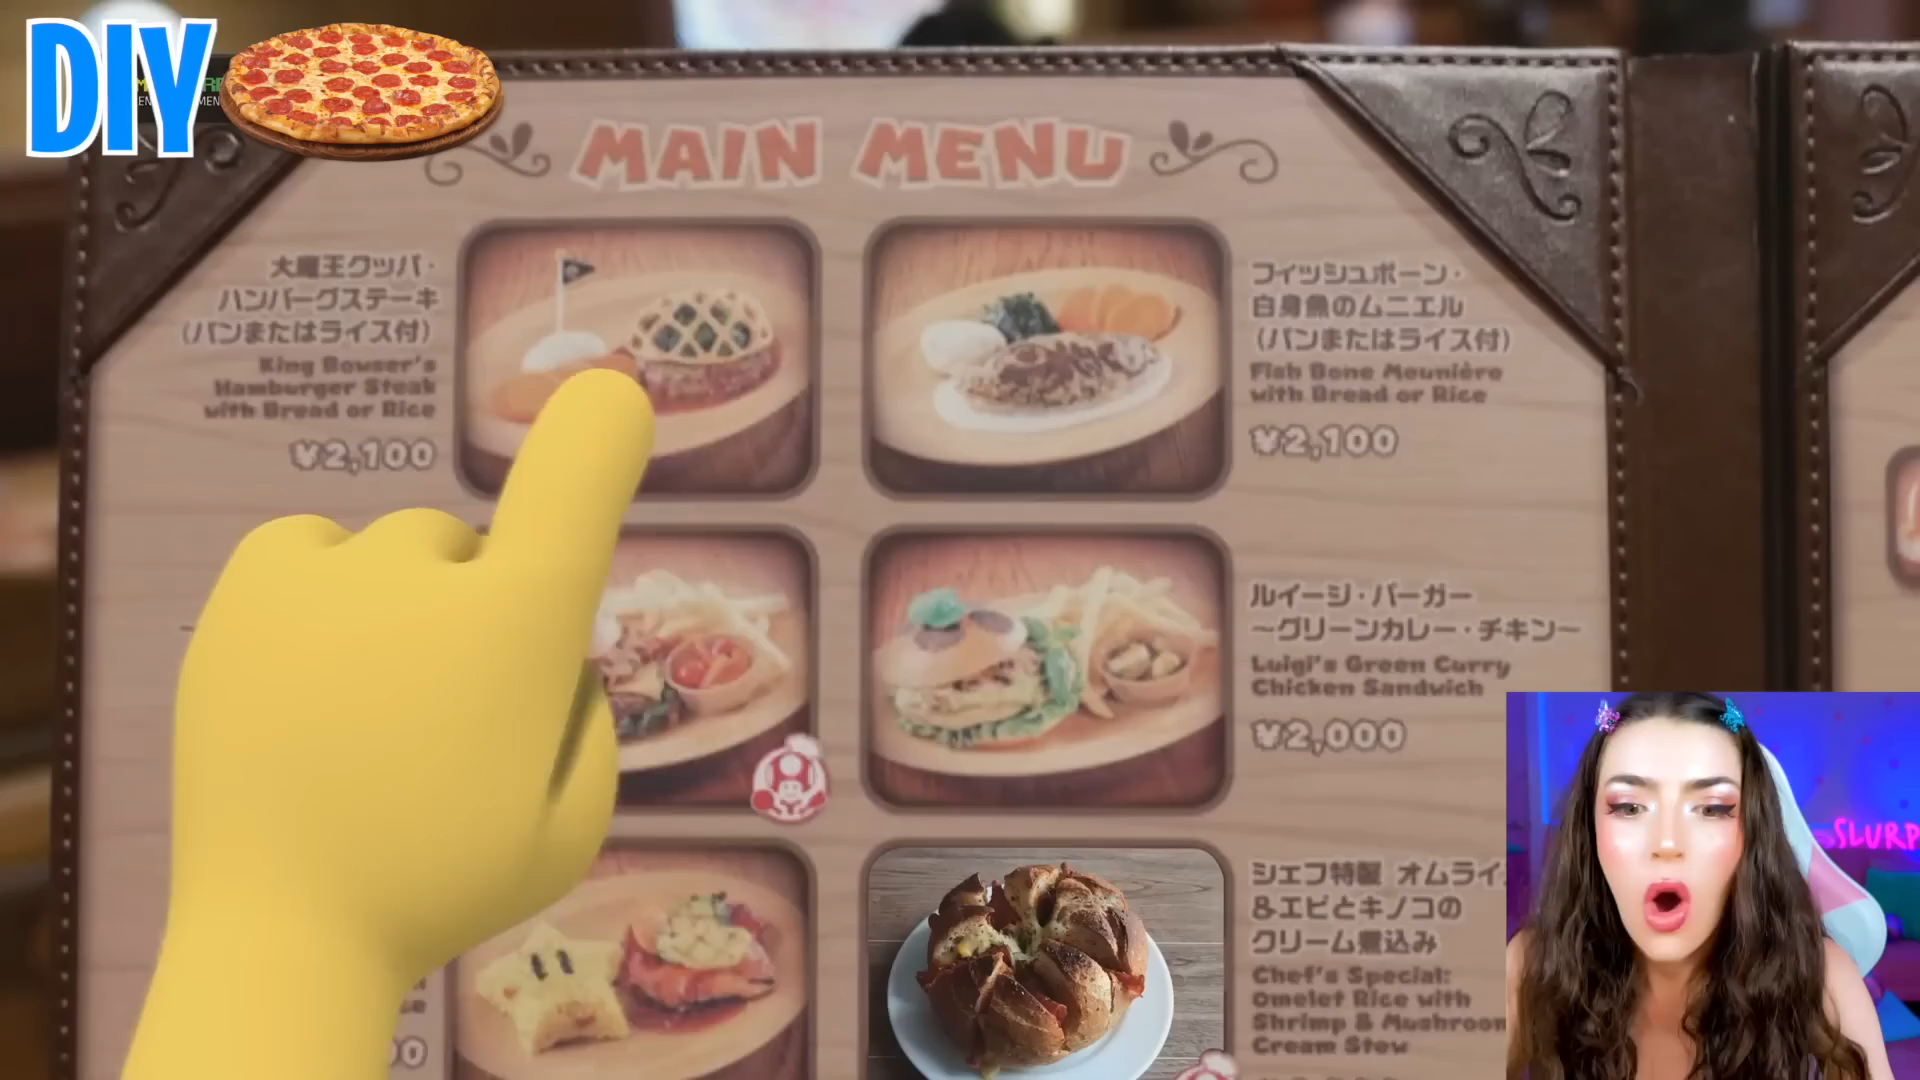 DIY
MAIN MENU
大魔王クッパ・
ハンバーグステーキ
(パンまたはライス付)
King Bowser's
Hamburger Steak
with Bread or Rice
¥2,100
フィッシュボーン・
白身魚のムニエル
(パンまたはライス付)
Fish Bone Meunière
with Bread or Rice
¥2,100
ルイージ・バーガー
~グリーンカレー・チキン~
Luigi's Green Curry
Chicken Sandwich
¥2,000
シェフ特製 オムライ
&エビとキノコの
クリーム煮込み
Chef's Special:
Omelet Rice with
Shrimp & Mushroom
Cream Stew
SLURP